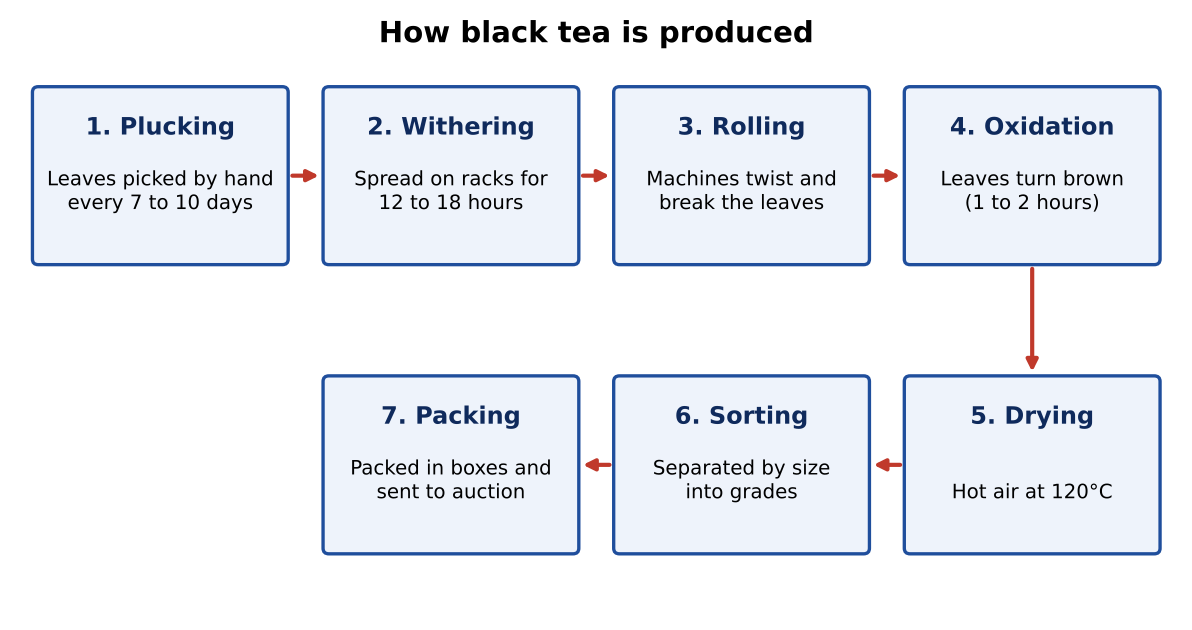 How black tea is produced
1. Plucking
Leaves picked by hand
every 7 to 10 days
2. Withering
Spread on racks for
12 to 18 hours
3. Rolling
Machines twist and
break the leaves
4. Oxidation
Leaves turn brown
(1 to 2 hours)
5. Drying
Hot air at 120°C
6. Sorting
Separated by size
into grades
7. Packing
Packed in boxes and
sent to auction